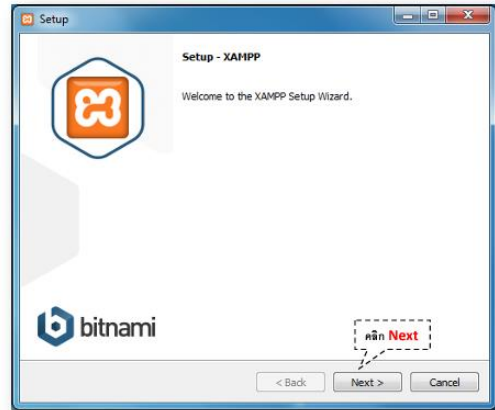 Setup
Setup - XAMPP
Welcome to the XAMPP Setup Wizard.
bitnami
คลิก Next
< Back
Next >
Cancel